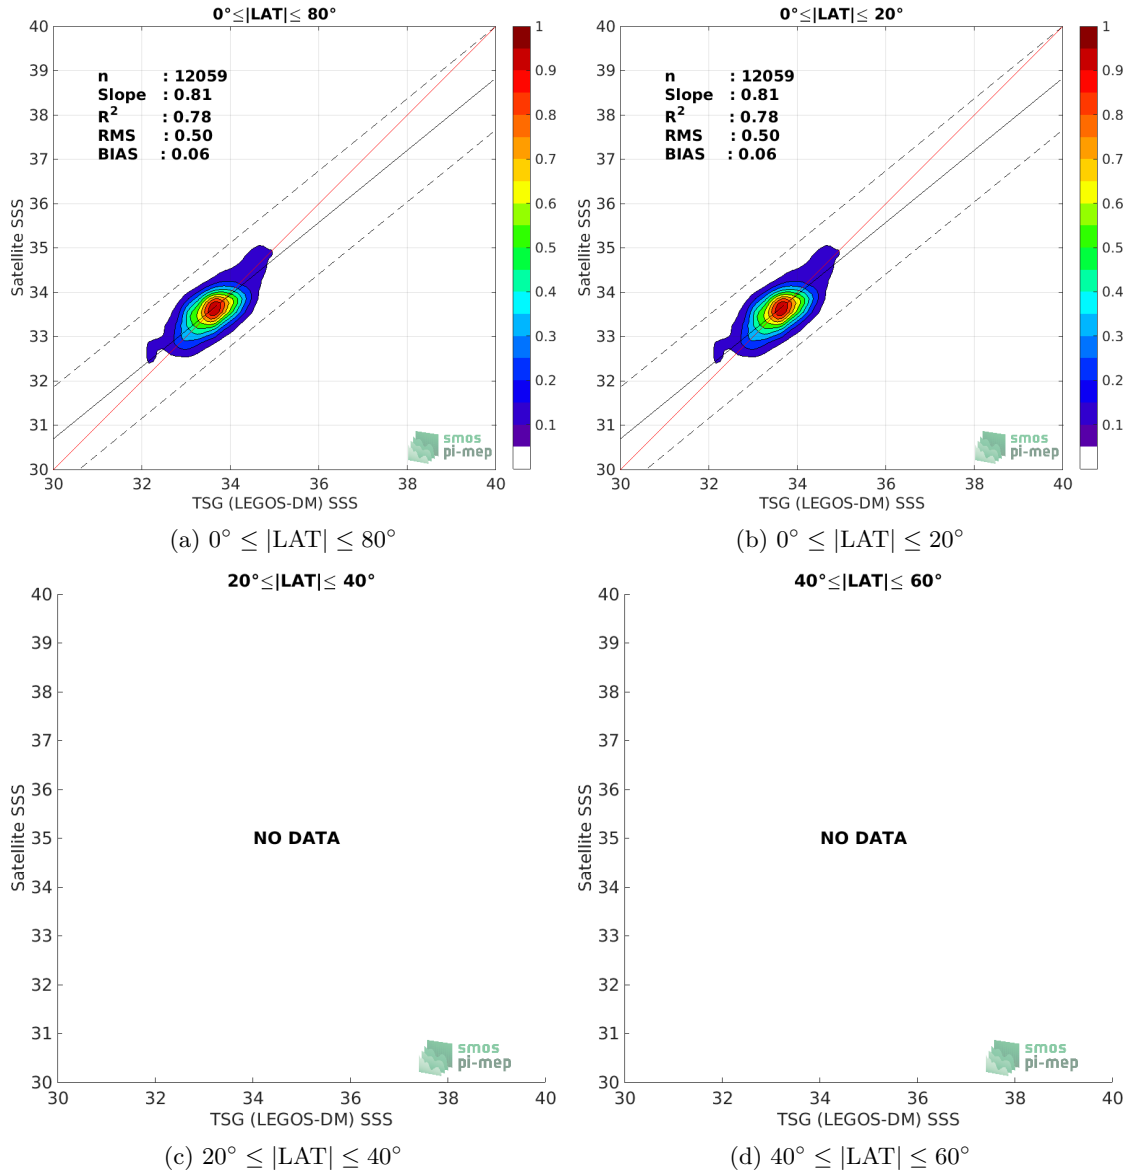 0°≤|LAT|≤ 80°
40
39
38
37
36
35
34
33
32
31
30
Satellite SSS
n : 12059
Slope : 0.81
R² : 0.78
RMS : 0.50
BIAS : 0.06
smos
pi-mep
30 32 34 36 38 40
TSG (LEGOS-DM) SSS
1
0.9
0.8
0.7
0.6
0.5
0.4
0.3
0.2
0.1
(a) 0° ≤ |LAT| ≤ 80°
0°≤|LAT|≤ 20°
40
39
38
37
36
35
34
33
32
31
30
Satellite SSS
n : 12059
Slope : 0.81
R² : 0.78
RMS : 0.50
BIAS : 0.06
smos
pi-mep
30 32 34 36 38 40
TSG (LEGOS-DM) SSS
1
0.9
0.8
0.7
0.6
0.5
0.4
0.3
0.2
0.1
(b) 0° ≤ |LAT| ≤ 20°
20°≤|LAT|≤ 40°
40
39
38
37
36
35
34
33
32
31
30
Satellite SSS
NO DATA
smos
pi-mep
30 32 34 36 38 40
TSG (LEGOS-DM) SSS
(c) 20° ≤ |LAT| ≤ 40°
40°≤|LAT|≤ 60°
40
39
38
37
36
35
34
33
32
31
30
Satellite SSS
NO DATA
smos
pi-mep
30 32 34 36 38 40
TSG (LEGOS-DM) SSS
(d) 40° ≤ |LAT| ≤ 60°